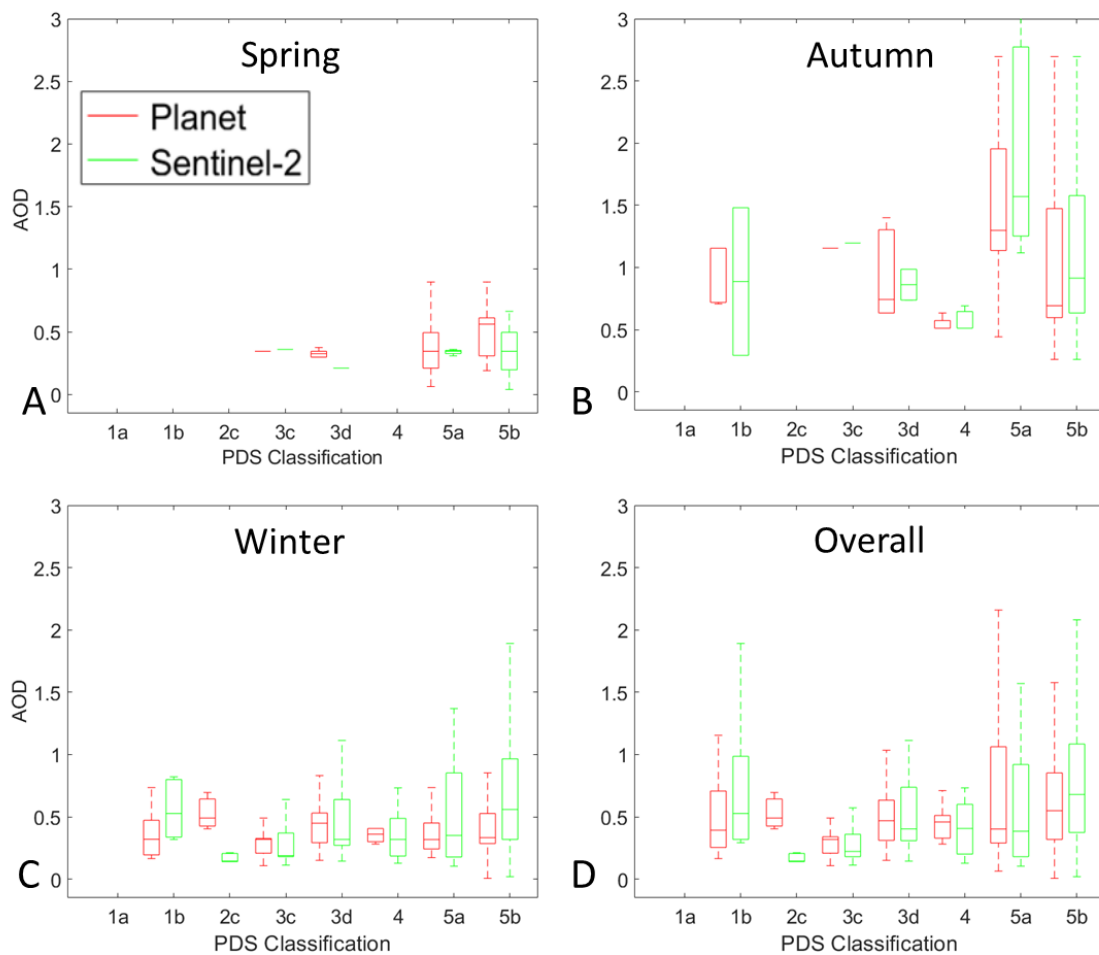 Spring
Planet
Sentinel-2
AOD
3
2.5
2
1.5
1
0.5
0
A
1a 1b 2c 3c 3d 4 5a 5b
PDS Classification
Autumn
3
2.5
2
1.5
1
0.5
0
B
1a 1b 2c 3c 3d 4 5a 5b
PDS Classification
Winter
AOD
3
2.5
2
1.5
1
0.5
0
C
1a 1b 2c 3c 3d 4 5a 5b
PDS Classification
Overall
3
2.5
2
1.5
1
0.5
0
D
1a 1b 2c 3c 3d 4 5a 5b
PDS Classification